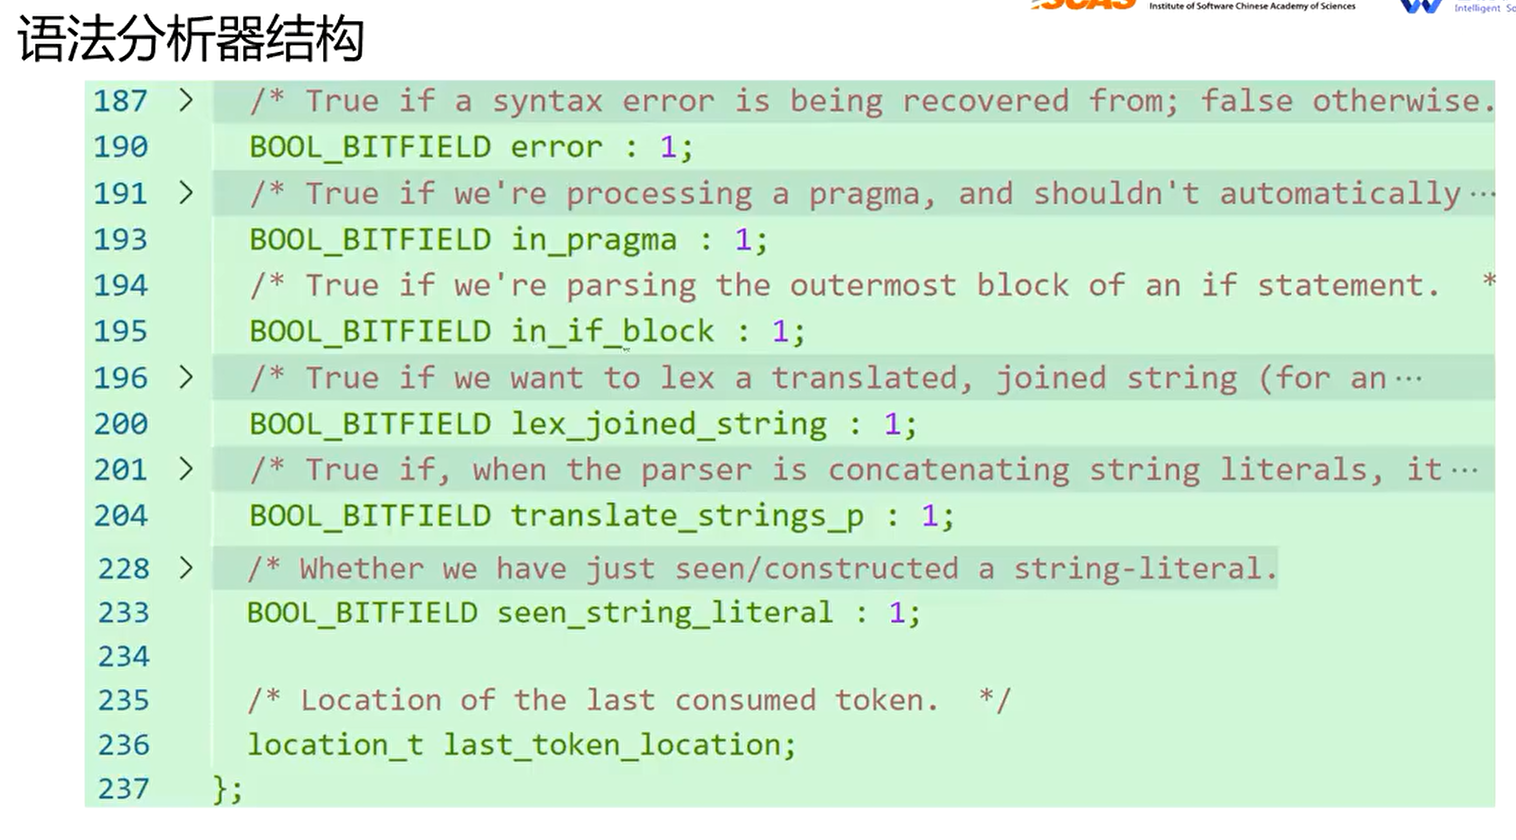 ISCAS Institute of Software Chinese Academy of Sciences
Intelligent So
语法分析器结构
187 > /* True if a syntax error is being recovered from; false otherwise.
190 BOOL_BITFIELD error : 1;
191 > /* True if we're processing a pragma, and shouldn't automatically ···
193 BOOL_BITFIELD in_pragma : 1;
194 /* True if we're parsing the outermost block of an if statement.  *
195 BOOL_BITFIELD in_if_block : 1;
196 > /* True if we want to lex a translated, joined string (for an ···
200 BOOL_BITFIELD lex_joined_string : 1;
201 > /* True if, when the parser is concatenating string literals, it ···
204 BOOL_BITFIELD translate_strings_p : 1;
228 > /* Whether we have just seen/constructed a string-literal.
233 BOOL_BITFIELD seen_string_literal : 1;
234
235 /* Location of the last consumed token.  */
236 location_t last_token_location;
237 };